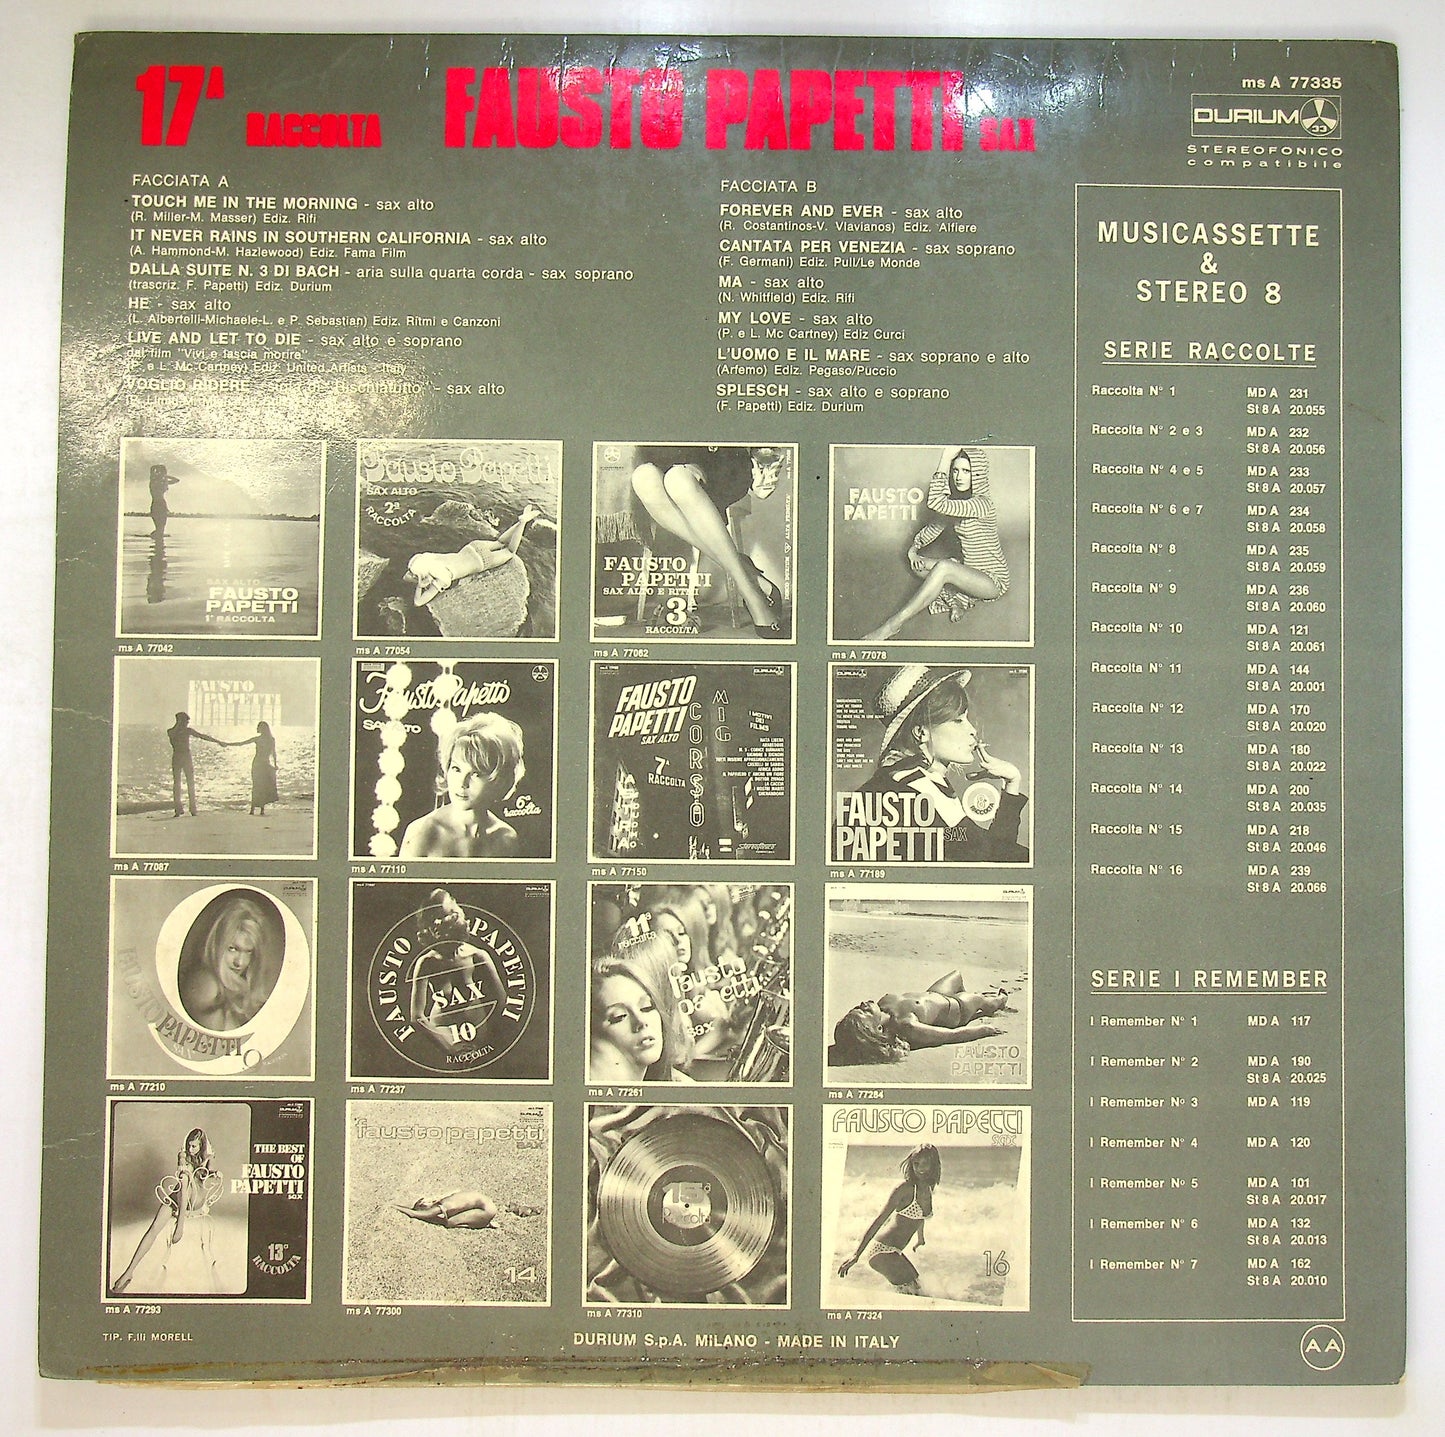 17ª RACCOLTA FAUSTO PAPETTI SAX
ms A 77335
DURIUM 33
STEREOFONICO
compatibile
FACCIATA A
TOUCH ME IN THE MORNING - sax alto
(R. Miller-M. Masser) Ediz. Rifi
IT NEVER RAINS IN SOUTHERN CALIFORNIA - sax alto
(A. Hammond-M. Hazlewood) Ediz. Fama Film
DALLA SUITE N. 3 DI BACH - aria sulla quarta corda - sax soprano
(trascriz. F. Papetti) Ediz. Durium
HE - sax alto
(L. Albertelli-Michaele-L. e P. Sebastian) Ediz. Ritmi e Canzoni
LIVE AND LET TO DIE - sax alto e soprano
dal film "Vivi e lascia morire"
(P. e L. Mc Cartney) Ediz. United Artists - Italy
VOGLIO RIDERE - sax alto
FACCIATA B
FOREVER AND EVER - sax alto
(R. Costantinos-V. Vlavianos) Ediz. Alfiere
CANTATA PER VENEZIA - sax soprano
(F. Germani) Ediz. Pull/Le Monde
MA - sax alto
(N. Whitfield) Ediz. Rifi
MY LOVE - sax alto
(P. e L. Mc Cartney) Ediz Curci
L'UOMO E IL MARE - sax soprano e alto
(Arfemo) Ediz. Pegaso/Puccio
SPLESCH - sax alto e soprano
(F. Papetti) Ediz. Durium
SAX ALTO
FAUSTO
PAPETTI
1ª RACCOLTA
ms A 77042
Fausto Papetti
SAX ALTO
2ª
RACCOLTA
ms A 77054
FAUSTO
PAPETTI
SAX ALTO E RITMI
3
RACCOLTA
ms A 77062
FAUSTO
PAPETTI
ms A 77078
FAUSTO
PAPETTI
ms A 77087
Fausto Papetti
SAX ALTO
6ª
raccolta
ms A 77110
FAUSTO
PAPETTI
SAX ALTO
7ª
RACCOLTA
ms A 77150
FAUSTO
PAPETTI SAX
ms A 77189
FAUSTO PAPETTI
ms A 77210
FAUSTO PAPETTI
SAX
10
RACCOLTA
ms A 77237
11ª
raccolta
fausto
papetti
sax
ms A 77261
FAUSTO
PAPETTI
ms A 77284
THE BEST
OF
FAUSTO
PAPETTI
sax
13ª
RACCOLTA
ms A 77293
fausto papetti
SAX
14
ms A 77300
15ª
Raccolta
ms A 77310
FAUSTO PAPETTI
sax
16
ms A 77324
MUSICASSETTE
&
STEREO 8
SERIE RACCOLTE
Raccolta N° 1 MD A 231
St 8 A 20.055
Raccolta N° 2 e 3 MD A 232
St 8 A 20.056
Raccolta N° 4 e 5 MD A 233
St 8 A 20.057
Raccolta N° 6 e 7 MD A 234
St 8 A 20.058
Raccolta N° 8 MD A 235
St 8 A 20.059
Raccolta N° 9 MD A 236
St 8 A 20.060
Raccolta N° 10 MD A 121
St 8 A 20.061
Raccolta N° 11 MD A 144
St 8 A 20.001
Raccolta N° 12 MD A 170
St 8 A 20.020
Raccolta N° 13 MD A 180
St 8 A 20.022
Raccolta N° 14 MD A 200
St 8 A 20.035
Raccolta N° 15 MD A 218
St 8 A 20.046
Raccolta N° 16 MD A 239
St 8 A 20.066
SERIE I REMEMBER
I Remember N° 1 MD A 117
I Remember N° 2 MD A 190
St 8 A 20.025
I Remember Nº 3 MD A 119
I Remember N° 4 MD A 120
I Remember Nº 5 MD A 101
St 8 A 20.017
I Remember N° 6 MD A 132
St 8 A 20.013
I Remember N° 7 MD A 162
St 8 A 20.010
TIP. F.lli MORELL
DURIUM S.p.A. MILANO - MADE IN ITALY
AA